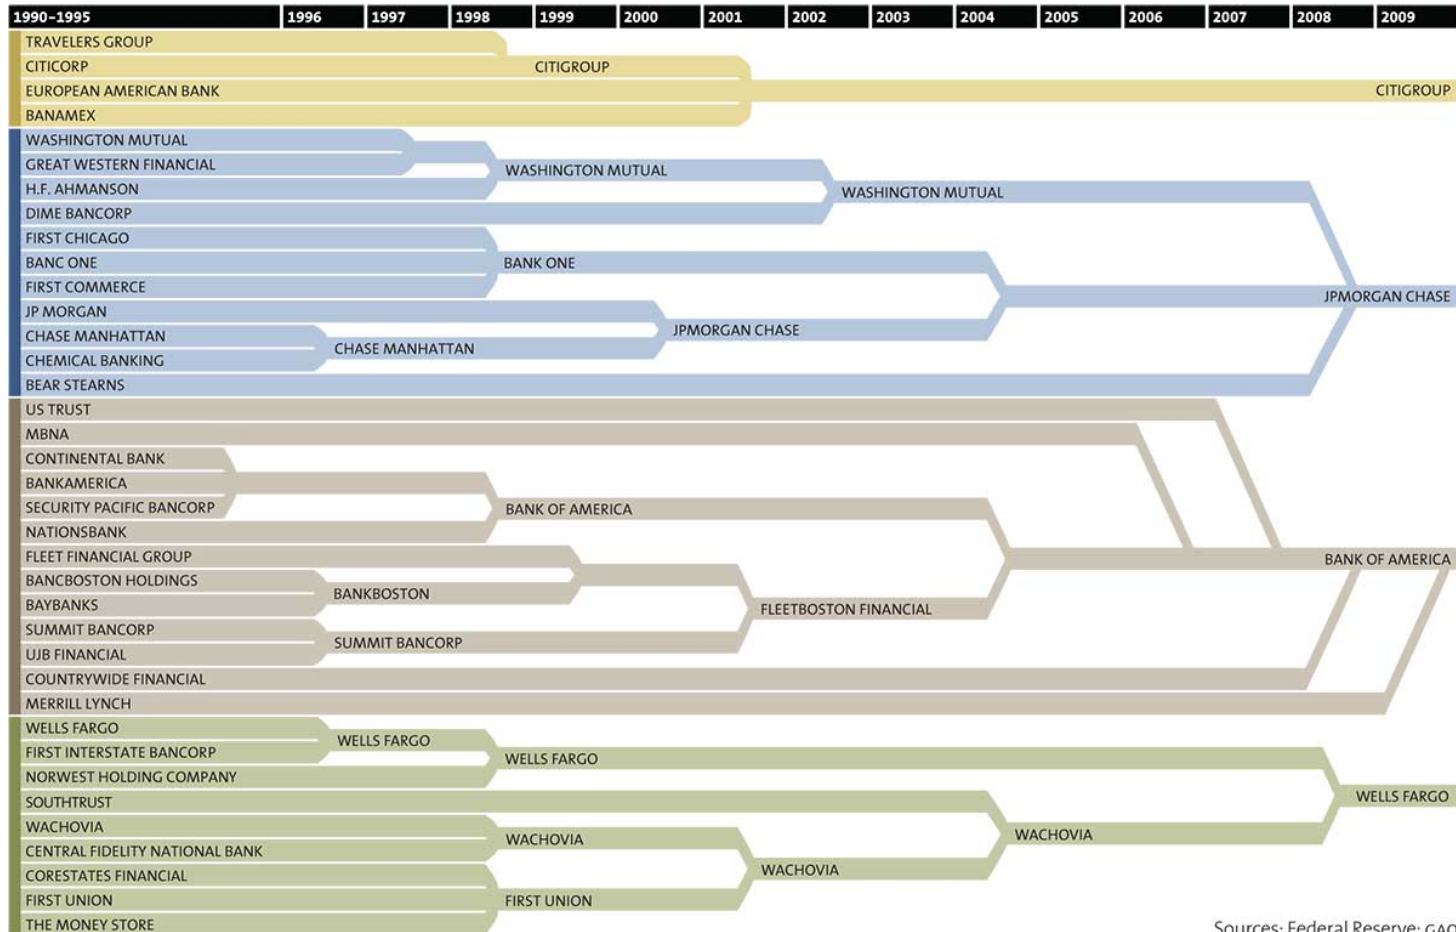 1990-1995 1996 1997 1998 1999 2000 2001 2002 2003 2004 2005 2006 2007 2008 2009
TRAVELERS GROUP
CITICORP CITIGROUP
EUROPEAN AMERICAN BANK CITIGROUP
BANAMEX
WASHINGTON MUTUAL
GREAT WESTERN FINANCIAL
WASHINGTON MUTUAL
H.F. AHMANSON
WASHINGTON MUTUAL
DIME BANCORP
FIRST CHICAGO
BANC ONE BANK ONE
FIRST COMMERCE
JPMORGAN CHASE
JP MORGAN
JPMORGAN CHASE
CHASE MANHATTAN
CHASE MANHATTAN
CHEMICAL BANKING
BEAR STEARNS
US TRUST
MBNA
CONTINENTAL BANK
BANKAMERICA
SECURITY PACIFIC BANCORP BANK OF AMERICA
NATIONSBANK
FLEET FINANCIAL GROUP BANK OF AMERICA
BANCBOSTON HOLDINGS
BANKBOSTON
BAYBANKS FLEETBOSTON FINANCIAL
SUMMIT BANCORP
SUMMIT BANCORP
UJB FINANCIAL
COUNTRYWIDE FINANCIAL
MERRILL LYNCH
WELLS FARGO
WELLS FARGO
FIRST INTERSTATE BANCORP
WELLS FARGO
NORWEST HOLDING COMPANY
WELLS FARGO
SOUTHTRUST
WACHOVIA
WACHOVIA
WACHOVIA
CENTRAL FIDELITY NATIONAL BANK
WACHOVIA
CORESTATES FINANCIAL
FIRST UNION FIRST UNION
THE MONEY STORE
Sources: Federal Reserve; GAO